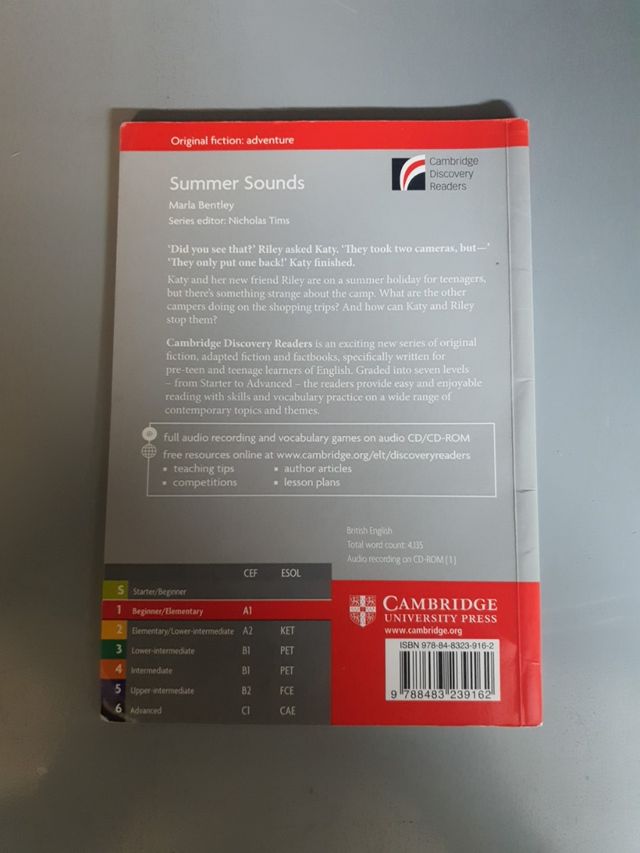 Original fiction: adventure
Cambridge
Discovery
Readers
Summer Sounds
Marla Bentley
Series editor: Nicholas Tims
'Did you see that?' Riley asked Katy. 'They took two cameras, but—'
'They only put one back!' Katy finished.
Katy and her new friend Riley are on a summer holiday for teenagers,
but there's something strange about the camp. What are the other
campers doing on the shopping trips? And how can Katy and Riley
stop them?
Cambridge Discovery Readers is an exciting new series of original
fiction, adapted fiction and factbooks, specifically written for
pre-teen and teenage learners of English. Graded into seven levels
– from Starter to Advanced – the readers provide easy and enjoyable
reading with skills and vocabulary practice on a wide range of
contemporary topics and themes.
full audio recording and vocabulary games on audio CD/CD-ROM
free resources online at www.cambridge.org/elt/discoveryreaders
▪ teaching tips ▪ author articles
▪ competitions ▪ lesson plans
British English
Total word count: 4,135
Audio recording on CD-ROM (1)
CEF ESOL
S Starter/Beginner
1 Beginner/Elementary A1
2 Elementary/Lower-intermediate A2 KET
3 Lower-intermediate B1 PET
4 Intermediate B1 PET
5 Upper-intermediate B2 FCE
6 Advanced C1 CAE
CAMBRIDGE
UNIVERSITY PRESS
www.cambridge.org
ISBN 978-84-8323-916-2
9 788483 239162